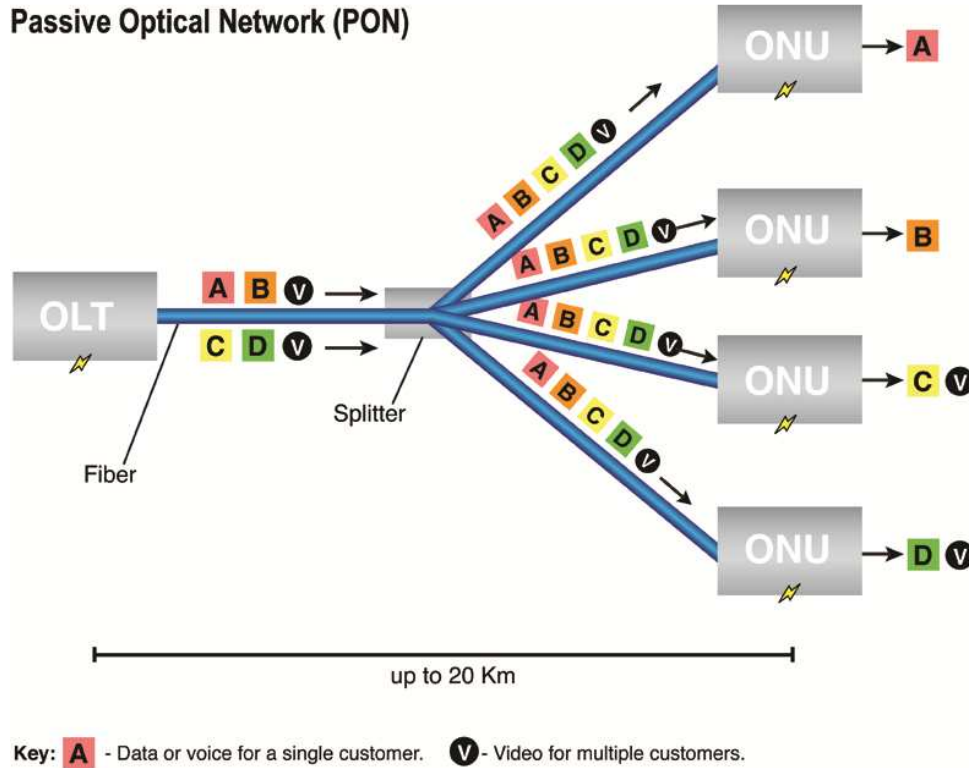 Passive Optical Network (PON)
ONU
A
A B C D V
ONU
B
A B C D V
OLT
A B V
C D V
Splitter
Fiber
A B C D V
ONU
C V
A B C D V
ONU
D V
up to 20 Km
Key: A - Data or voice for a single customer. V - Video for multiple customers.